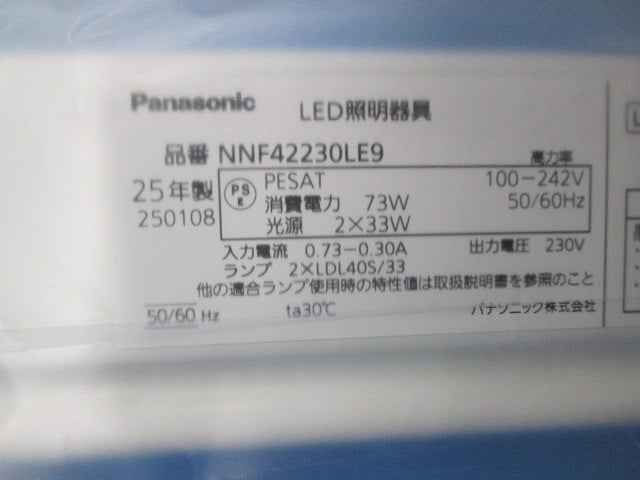 Panasonic LED照明器具
品番 NNF42230LE9 高力率
25年製 PESAT 100-242V
250108 消費電力 73W 50/60Hz
PS E 光源 2×33W
入力電流 0.73-0.30A 出力電圧 230V
ランプ 2×LDL40S/33
他の適合ランプ使用時の特性値は取扱説明書を参照のこと
50/60 Hz ta30℃ パナソニック株式会社